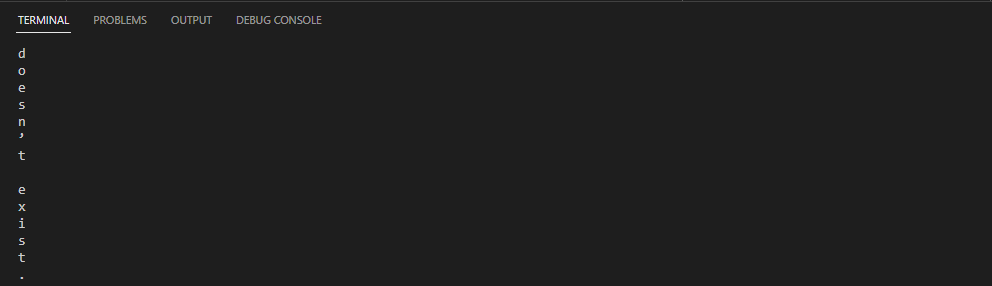 TERMINAL PROBLEMS OUTPUT DEBUG CONSOLE
d
o
e
s
n
’
t

e
x
i
s
t
.